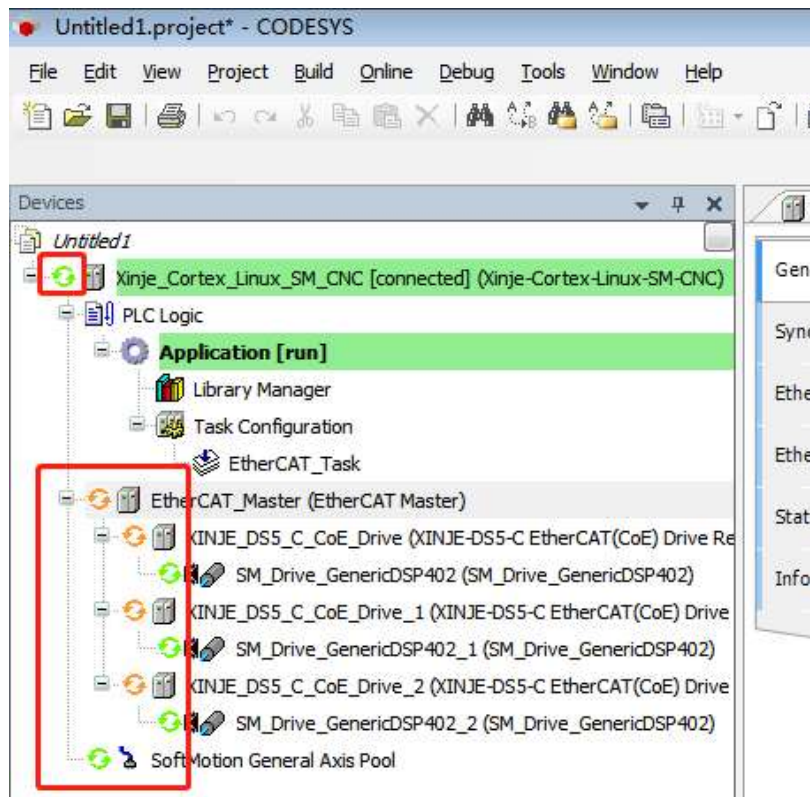 Untitled1.project* - CODESYS
File Edit View Project Build Online Debug Tools Window Help
Devices
Untitled1
Xinje_Cortex_Linux_SM_CNC [connected] (Xinje-Cortex-Linux-SM-CNC)
PLC Logic
Application [run]
Library Manager
Task Configuration
EtherCAT_Task
EtherCAT_Master (EtherCAT Master)
XINJE_DS5_C_CoE_Drive (XINJE-DS5-C EtherCAT(CoE) Drive Re
SM_Drive_GenericDSP402 (SM_Drive_GenericDSP402)
XINJE_DS5_C_CoE_Drive_1 (XINJE-DS5-C EtherCAT(CoE) Drive
SM_Drive_GenericDSP402_1 (SM_Drive_GenericDSP402)
XINJE_DS5_C_CoE_Drive_2 (XINJE-DS5-C EtherCAT(CoE) Drive
SM_Drive_GenericDSP402_2 (SM_Drive_GenericDSP402)
SoftMotion General Axis Pool
Gen
Sync
Ethe
Ethe
Stat
Info